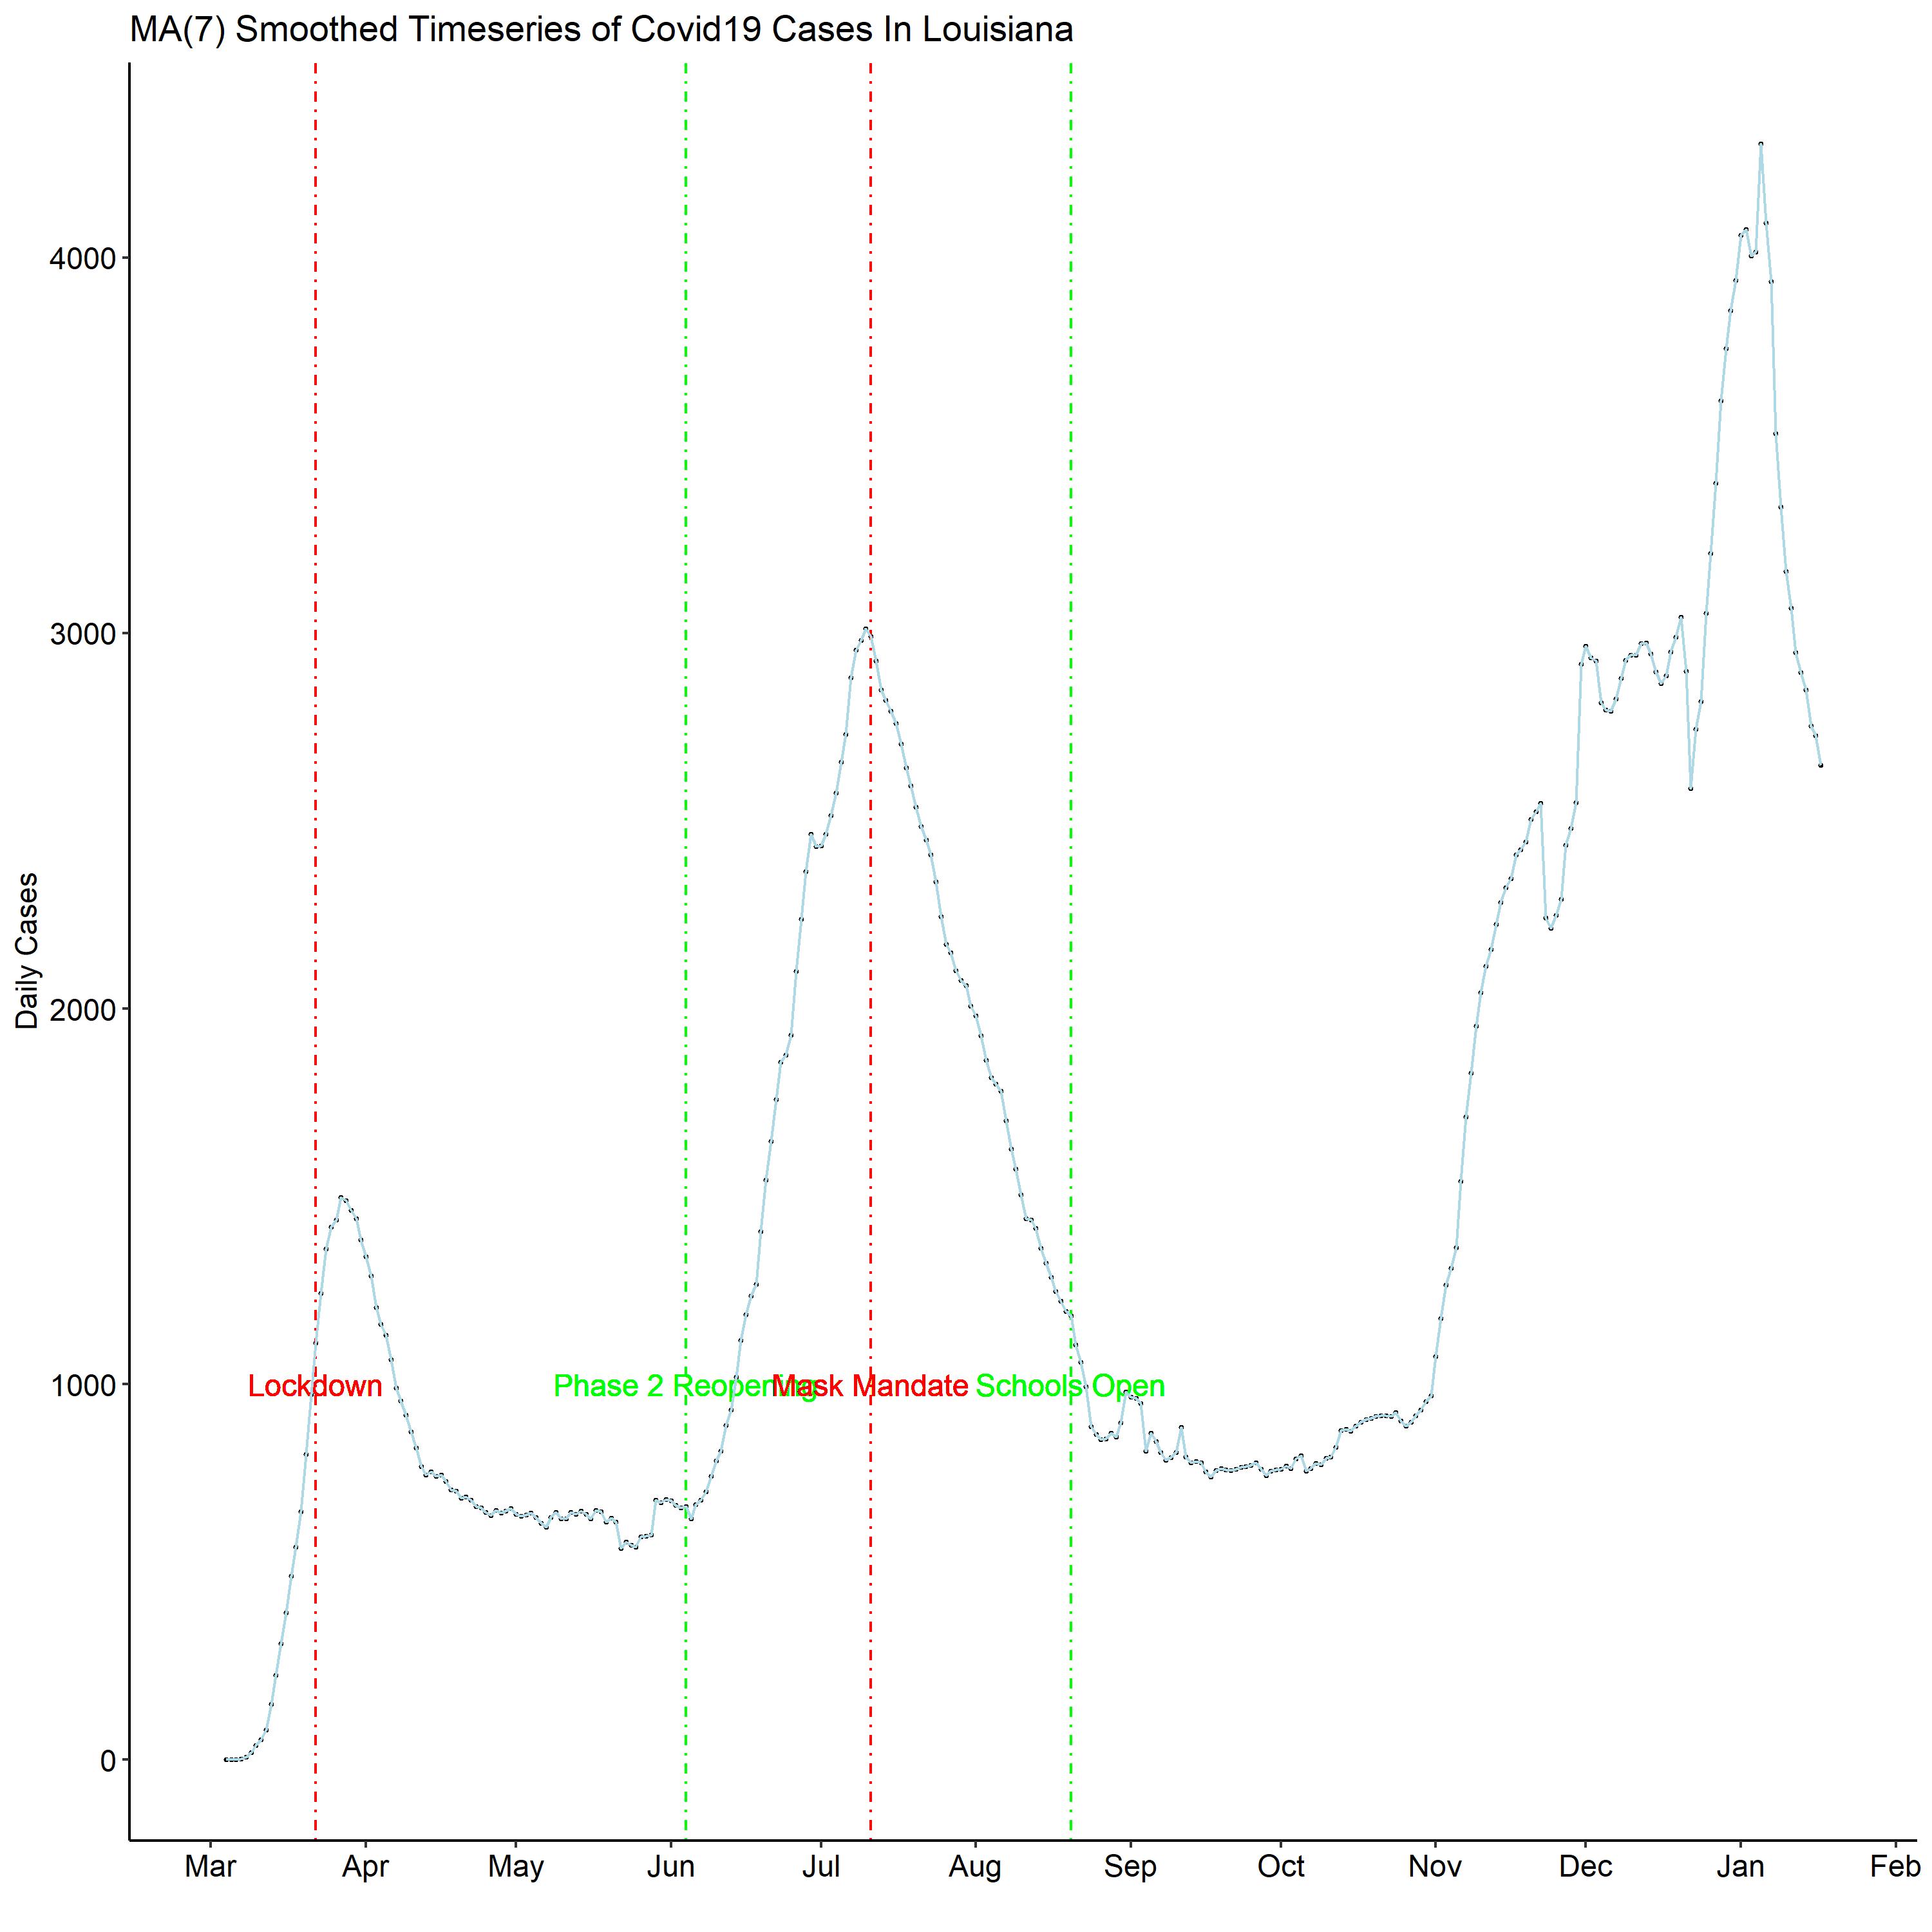 MA(7) Smoothed Timeseries of Covid19 Cases In Louisiana
Daily Cases
4000
3000
2000
1000
0
Lockdown
Phase 2 Reopening
Mask Mandate
Schools Open
Mar Apr May Jun Jul Aug Sep Oct Nov Dec Jan Feb